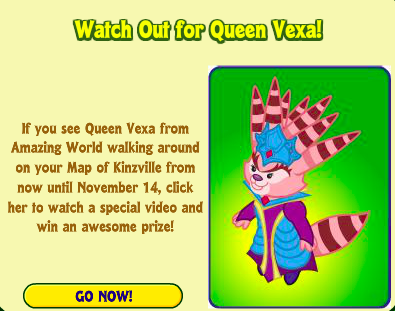 Watch Out for Queen Vexa!
If you see Queen Vexa from
Amazing World walking around
on your Map of Kinzville from
now until November 14, click
her to watch a special video and
win an awesome prize!
GO NOW!